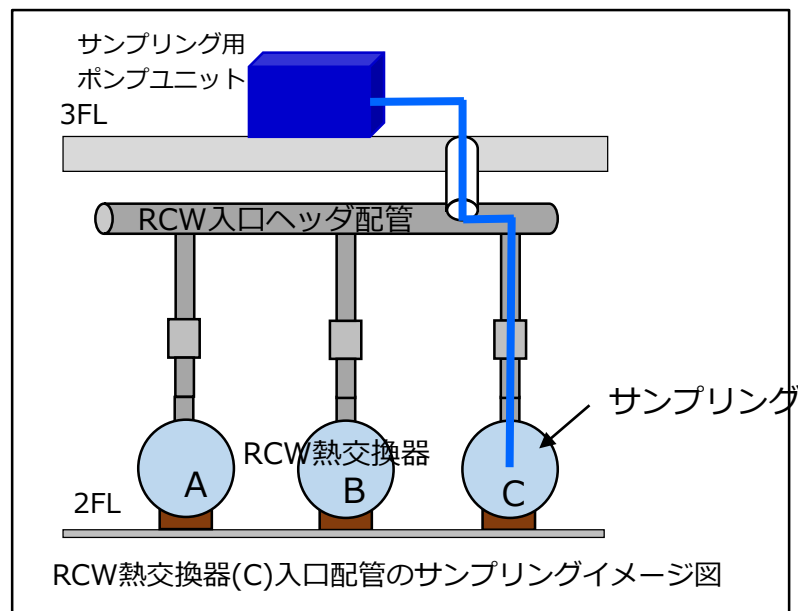 サンプリング用
ポンプユニット
3FL
RCW入口ヘッダ配管
サンプリング
RCW熱交換器
A
B
C
2FL
RCW熱交換器(C)入口配管のサンプリングイメージ図